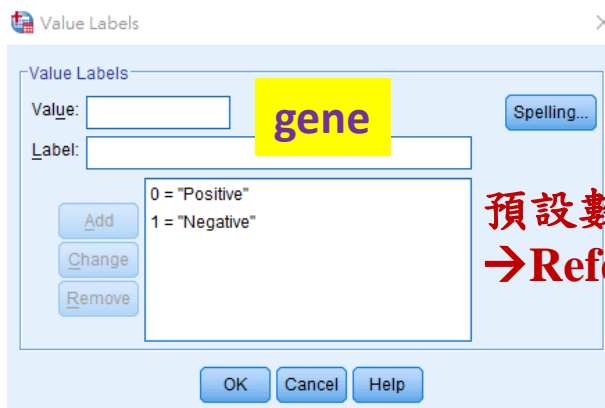 Value Labels
Value Labels
Value:
gene
Spelling...
Label:
0 = "Positive"
1 = "Negative"
Add
Change
Remove
預設數
→Refe
OK
Cancel
Help